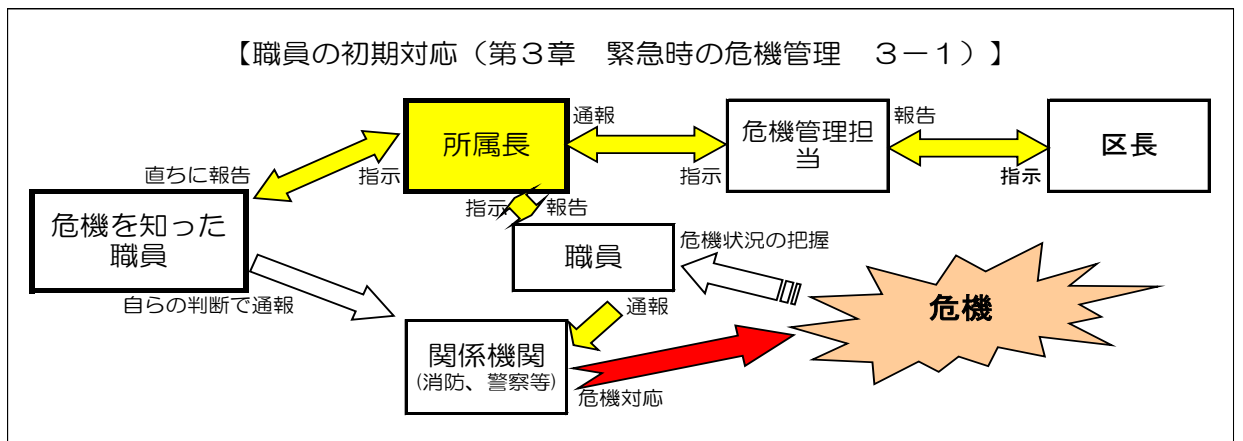 【職員の初期対応（第３章　緊急時の危機管理　３－１）】
所属長
通報
指示
危機管理担
当
報告
指示
区長
直ちに報告
指示
指示
報告
危機を知った
職員
職員
危機状況の把握
危機
自らの判断で通報
通報
関係機関
(消防、警察等)
危機対応